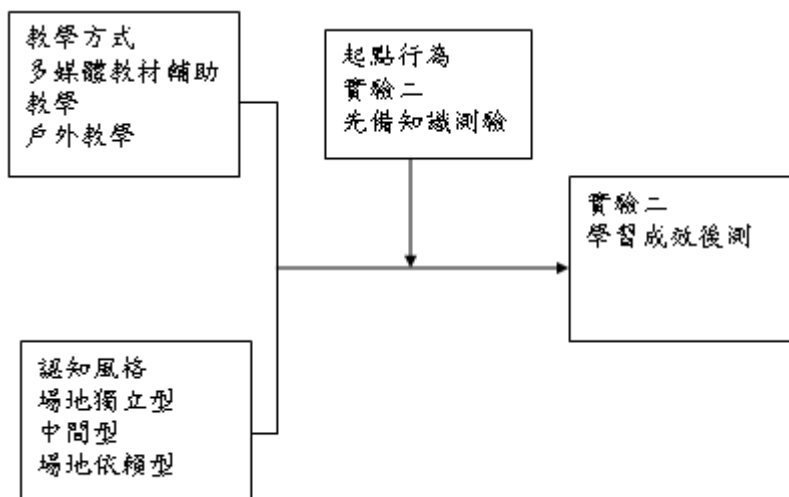 教學方式
多媒體教材輔助
教學
戶外教學
起點行為
實驗二
先備知識測驗
實驗二
學習成效後測
認知風格
場地獨立型
中間型
場地依賴型